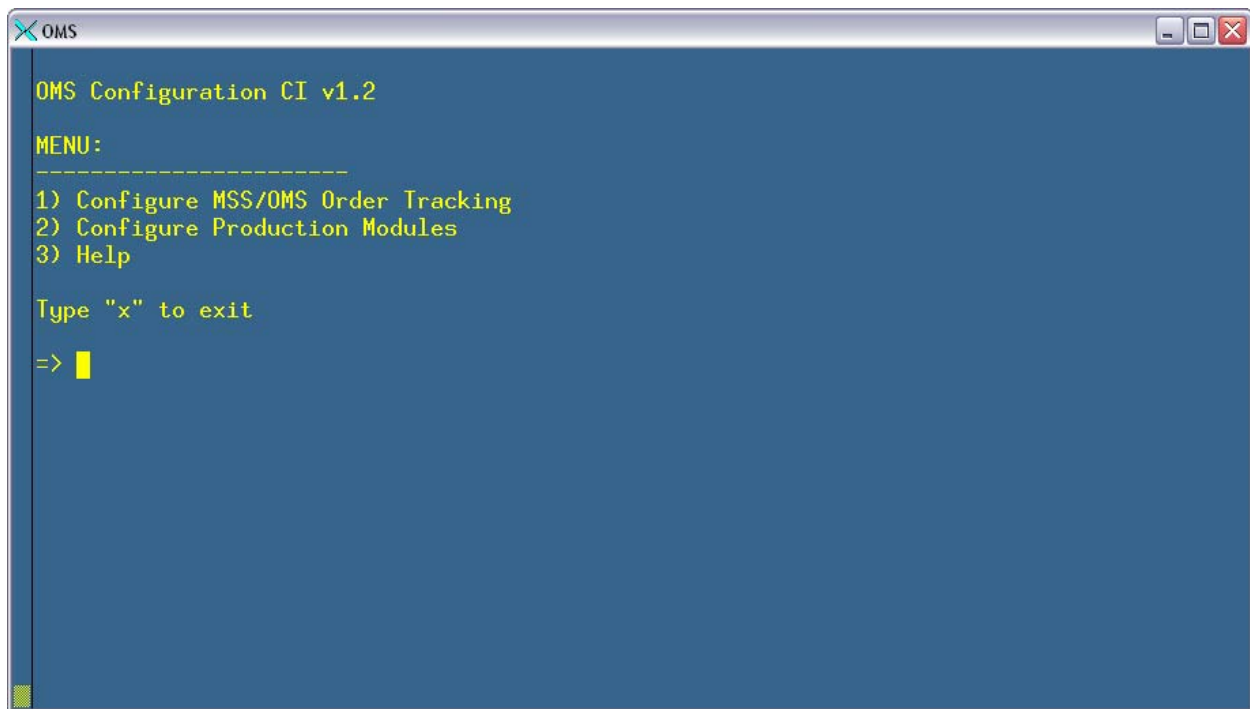 OMS
OMS Configuration CI v1.2
MENU:
-----------------------
1) Configure MSS/OMS Order Tracking
2) Configure Production Modules
3) Help
Type "x" to exit
=>